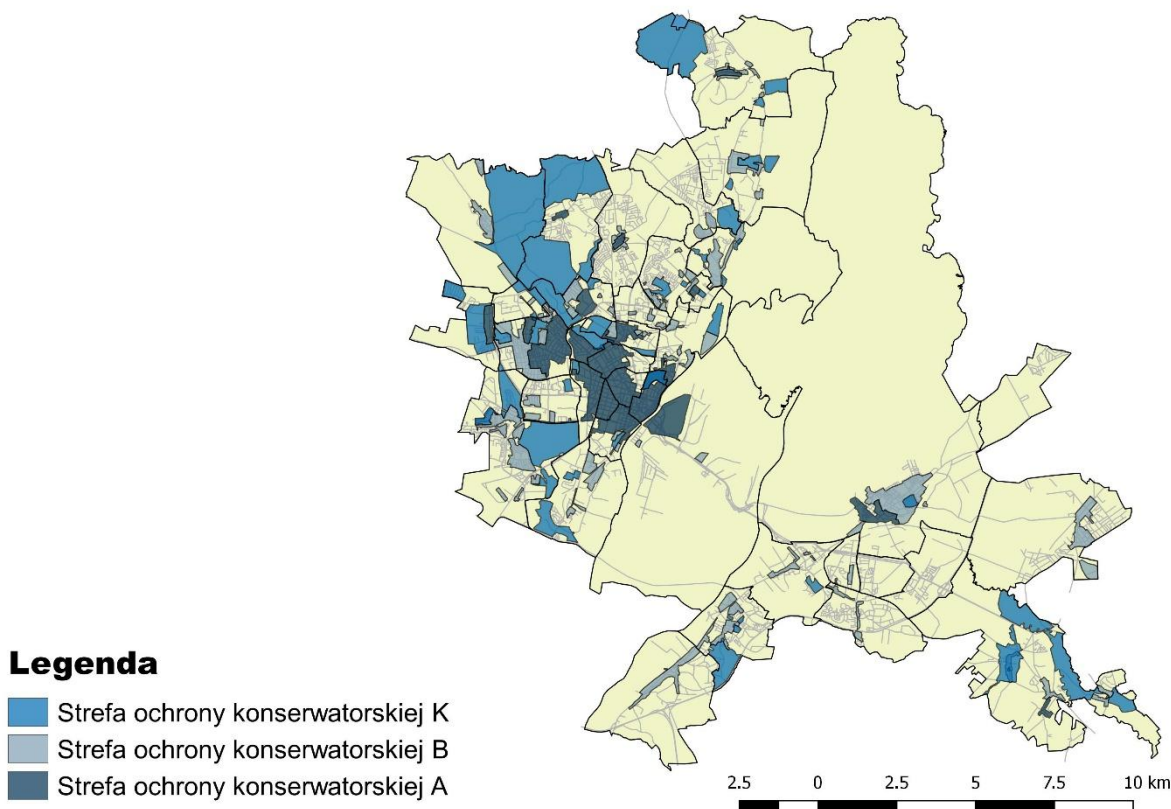 Legenda
Strefa ochrony konserwatorskiej K
Strefa ochrony konserwatorskiej B
Strefa ochrony konserwatorskiej A
2.5 0 2.5 5 7.5 10 km